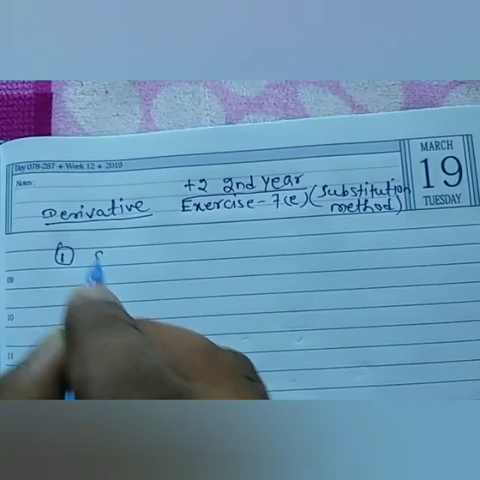 Day 078-287 • Week 12 • 2019
MARCH
19
TUESDAY
Notes:
+2 2nd year
Derivative Exercise - 7(e) (substitution method)
① s
09
10
11